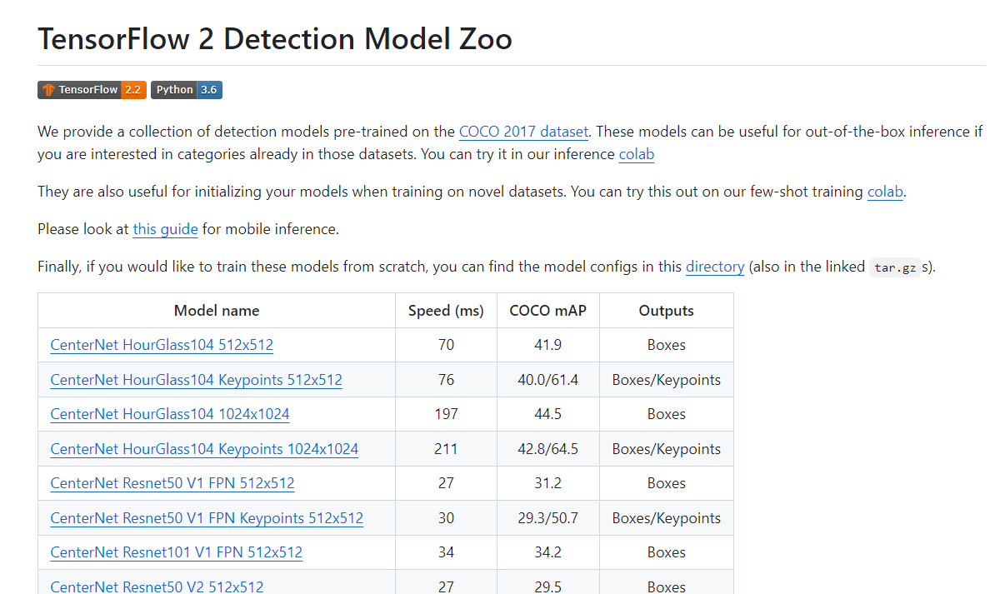 TensorFlow 2 Detection Model Zoo
TensorFlow 2.2 Python 3.6
We provide a collection of detection models pre-trained on the COCO 2017 dataset. These models can be useful for out-of-the-box inference if
you are interested in categories already in those datasets. You can try it in our inference colab
They are also useful for initializing your models when training on novel datasets. You can try this out on our few-shot training colab.
Please look at this guide for mobile inference.
Finally, if you would like to train these models from scratch, you can find the model configs in this directory (also in the linked tar.gz s).
Model name Speed (ms) COCO mAP Outputs
CenterNet HourGlass104 512x512 70 41.9 Boxes
CenterNet HourGlass104 Keypoints 512x512 76 40.0/61.4 Boxes/Keypoints
CenterNet HourGlass104 1024x1024 197 44.5 Boxes
CenterNet HourGlass104 Keypoints 1024x1024 211 42.8/64.5 Boxes/Keypoints
CenterNet Resnet50 V1 FPN 512x512 27 31.2 Boxes
CenterNet Resnet50 V1 FPN Keypoints 512x512 30 29.3/50.7 Boxes/Keypoints
CenterNet Resnet101 V1 FPN 512x512 34 34.2 Boxes
CenterNet Resnet50 V2 512x512 27 29.5 Boxes